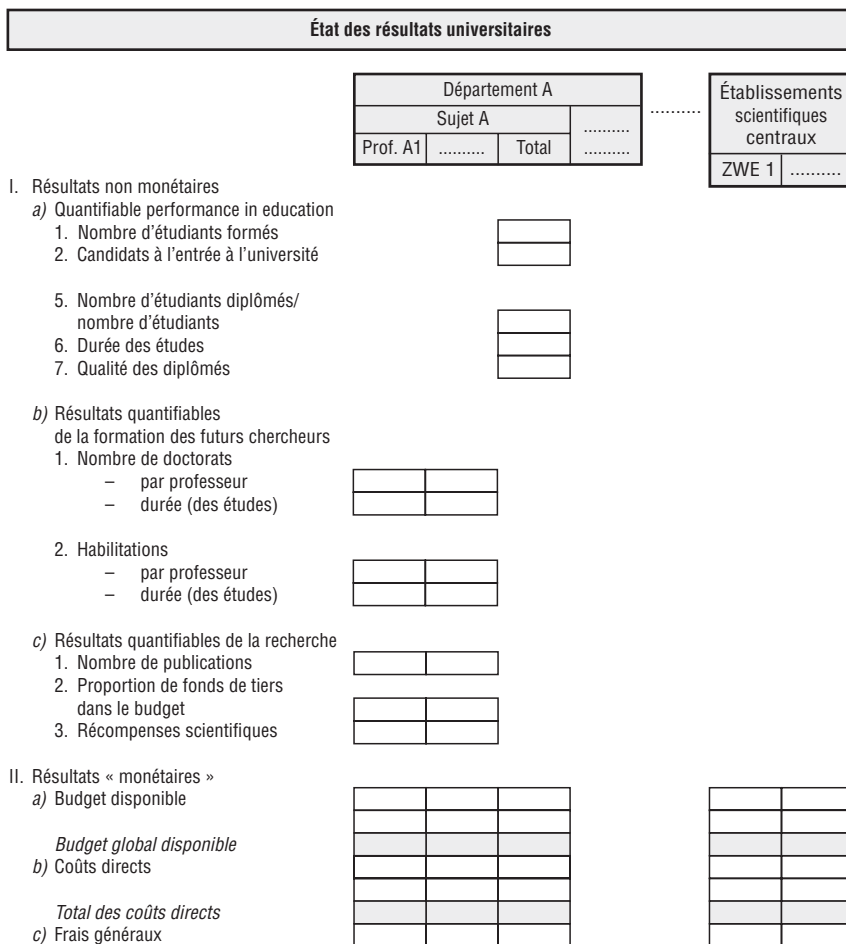 État des résultats universitaires
Département A
Sujet A
..........
Prof. A1 .......... Total ..........
..........
Établissements
scientifiques
centraux
ZWE 1 ..........
I. Résultats non monétaires
a) Quantifiable performance in education
1. Nombre d'étudiants formés
2. Candidats à l'entrée à l'université
5. Nombre d'étudiants diplômés/
nombre d'étudiants
6. Durée des études
7. Qualité des diplômés
b) Résultats quantifiables
de la formation des futurs chercheurs
1. Nombre de doctorats
– par professeur
– durée (des études)
2. Habilitations
– par professeur
– durée (des études)
c) Résultats quantifiables de la recherche
1. Nombre de publications
2. Proportion de fonds de tiers
dans le budget
3. Récompenses scientifiques
II. Résultats « monétaires »
a) Budget disponible
Budget global disponible
b) Coûts directs
Total des coûts directs
c) Frais généraux